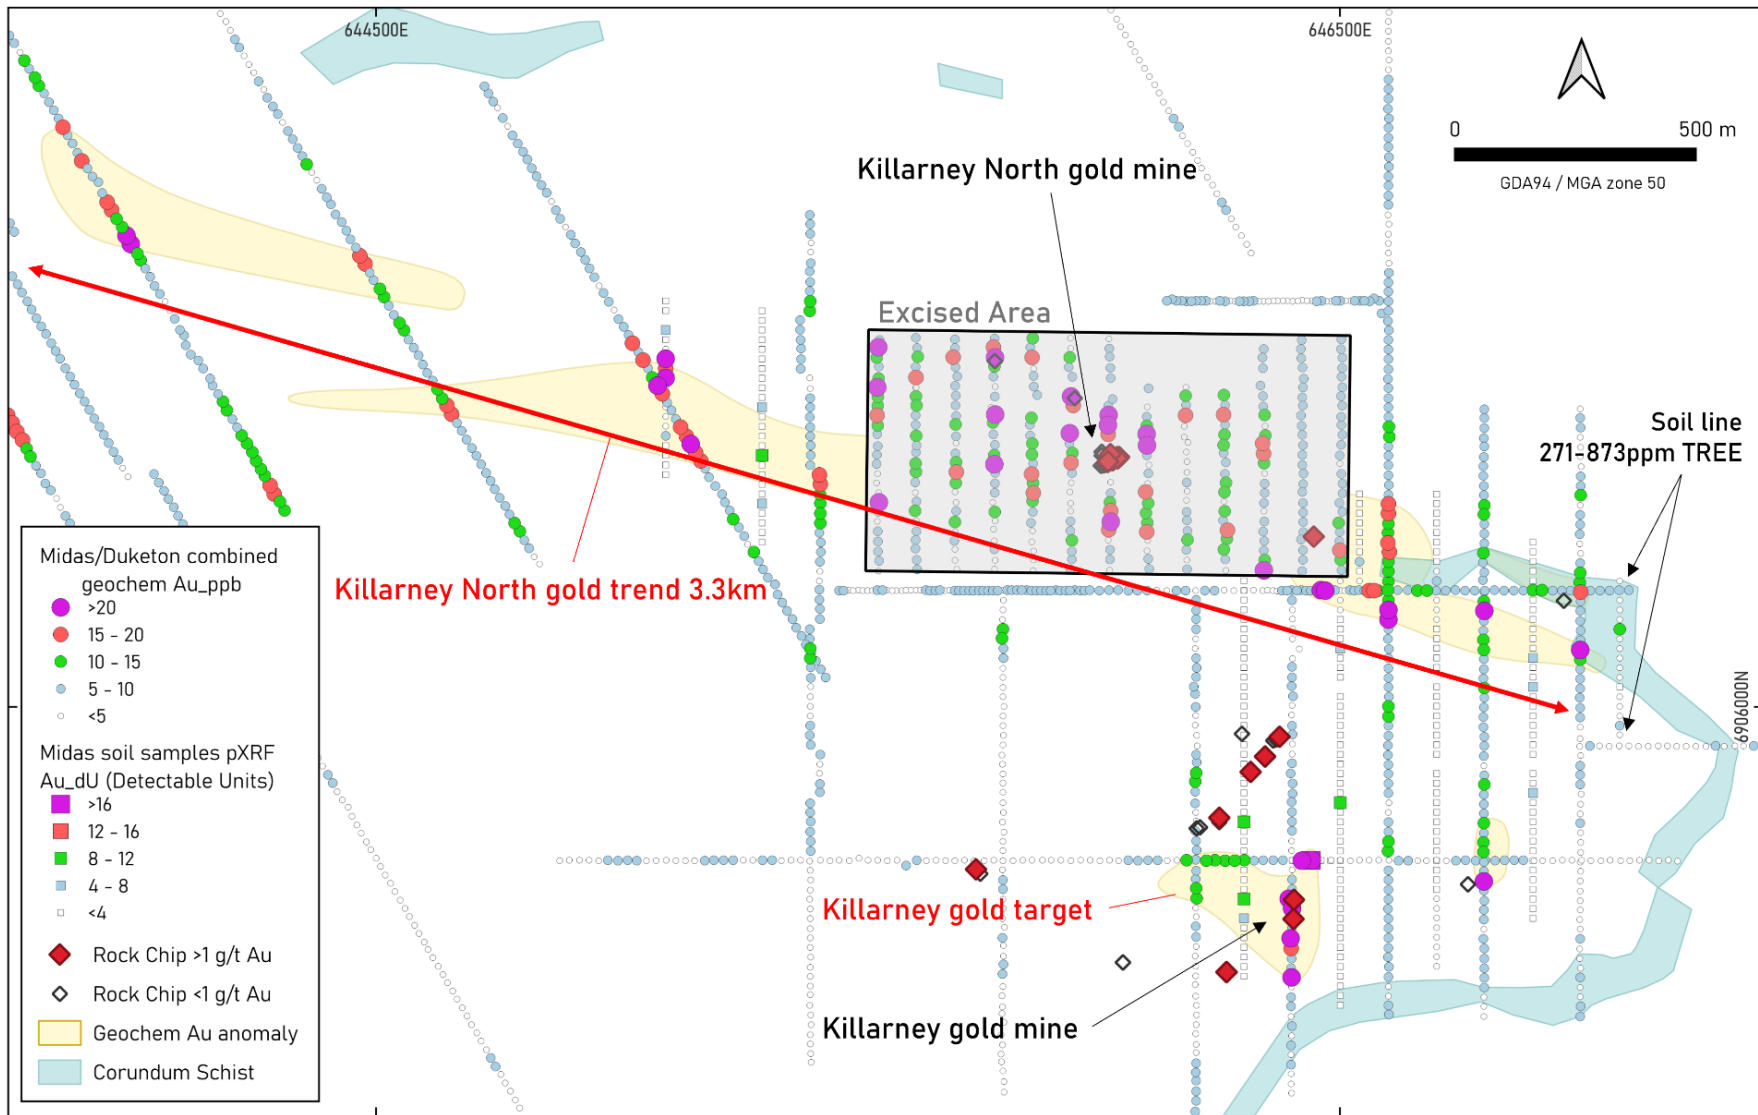 644500E
646500E
0 500 m
GDA94 / MGA zone 50
Killarney North gold mine
Excised Area
Soil line
271-873ppm TREE
Killarney North gold trend 3.3km
6990600N
Killarney gold target
Killarney gold mine
Midas/Duketon combined
geochem Au_ppb
>20
15 - 20
10 - 15
5 - 10
<5
Midas soil samples pXRF
Au_dU (Detectable Units)
>16
12 - 16
8 - 12
4 - 8
<4
Rock Chip >1 g/t Au
Rock Chip <1 g/t Au
Geochem Au anomaly
Corundum Schist